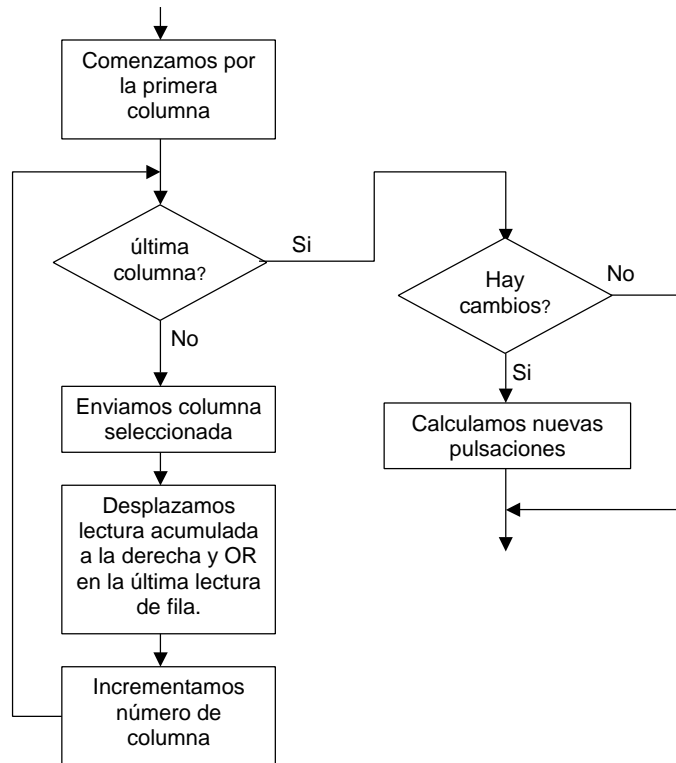 Comenzamos por
la primera
columna
última
columna?
Si
No
Enviamos columna
seleccionada
Desplazamos
lectura acumulada
a la derecha y OR
en la última lectura
de fila.
Incrementamos
número de
columna
Hay
cambios?
No
Si
Calculamos nuevas
pulsaciones